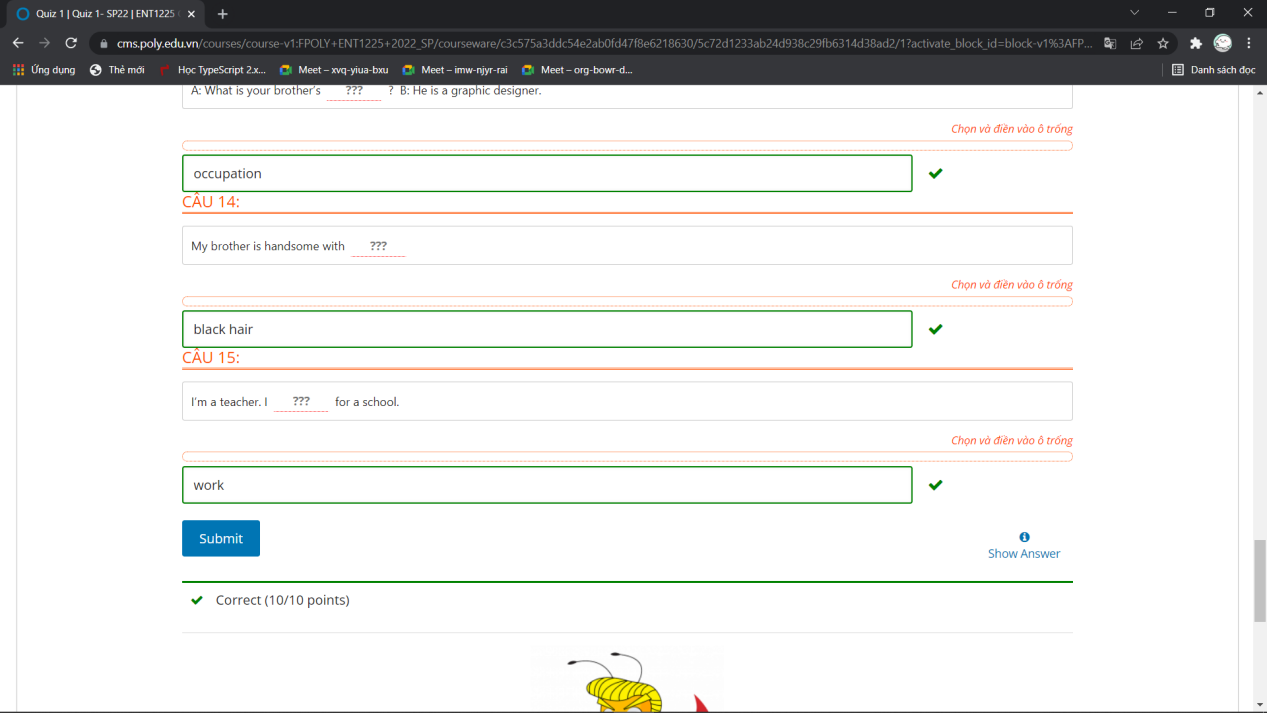 Quiz 1 | Quiz 1- SP22 | ENT1225
cms.poly.edu.vn/courses/course-v1:FPOLY+ENT1225+2022_SP/courseware/c3c575a3ddc54e2ab0fd47f8e6218630/5c72d1233ab24d938c29fb6314d38ad2/1?activate_block_id=block-v1%3AFP...
Ứng dụng Thẻ mới Học TypeScript 2.x... Meet – xvq-yiua-bxu Meet – imw-njyr-rai Meet – org-bowr-d... Danh sách đọc
A: What is your brother's ??? ? B: He is a graphic designer.
Chọn và điền vào ô trống
occupation
CÂU 14:
My brother is handsome with ???
Chọn và điền vào ô trống
black hair
CÂU 15:
I'm a teacher. I ??? for a school.
Chọn và điền vào ô trống
work
Submit
Show Answer
Correct (10/10 points)